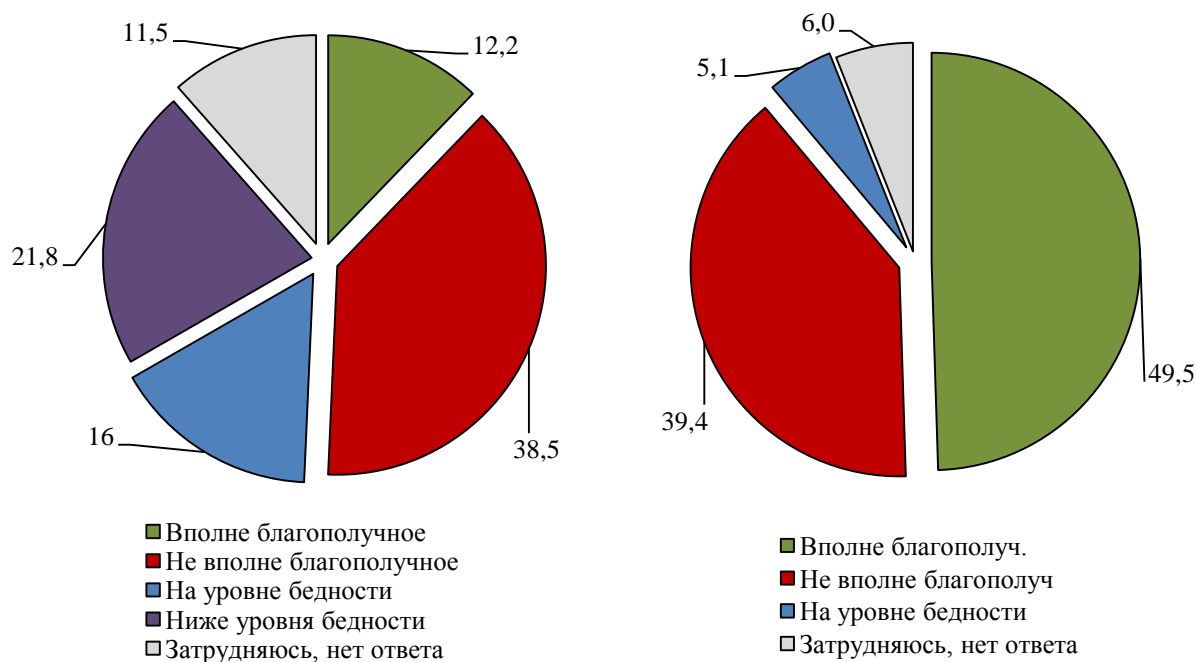 11,5
12,2
21,8
16
38,5
Вполне благополучное
Не вполне благополучное
На уровне бедности
Ниже уровня бедности
Затрудняюсь, нет ответа
6,0
5,1
39,4
49,5
Вполне благополуч.
Не вполне благополуч
На уровне бедности
Затрудняюсь, нет ответа